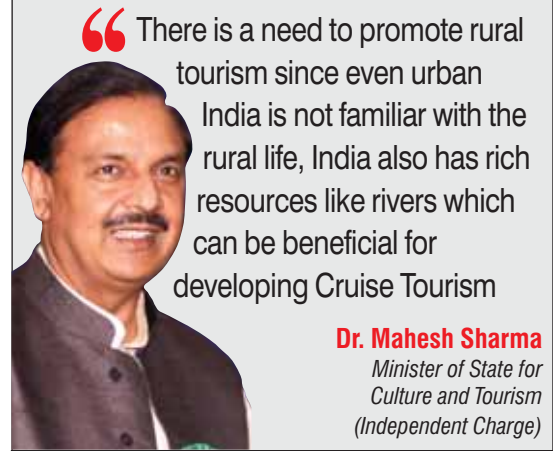 “ There is a need to promote rural
tourism since even urban
India is not familiar with the
rural life, India also has rich
resources like rivers which
can be beneficial for
developing Cruise Tourism
Dr. Mahesh Sharma
Minister of State for
Culture and Tourism
(Independent Charge)